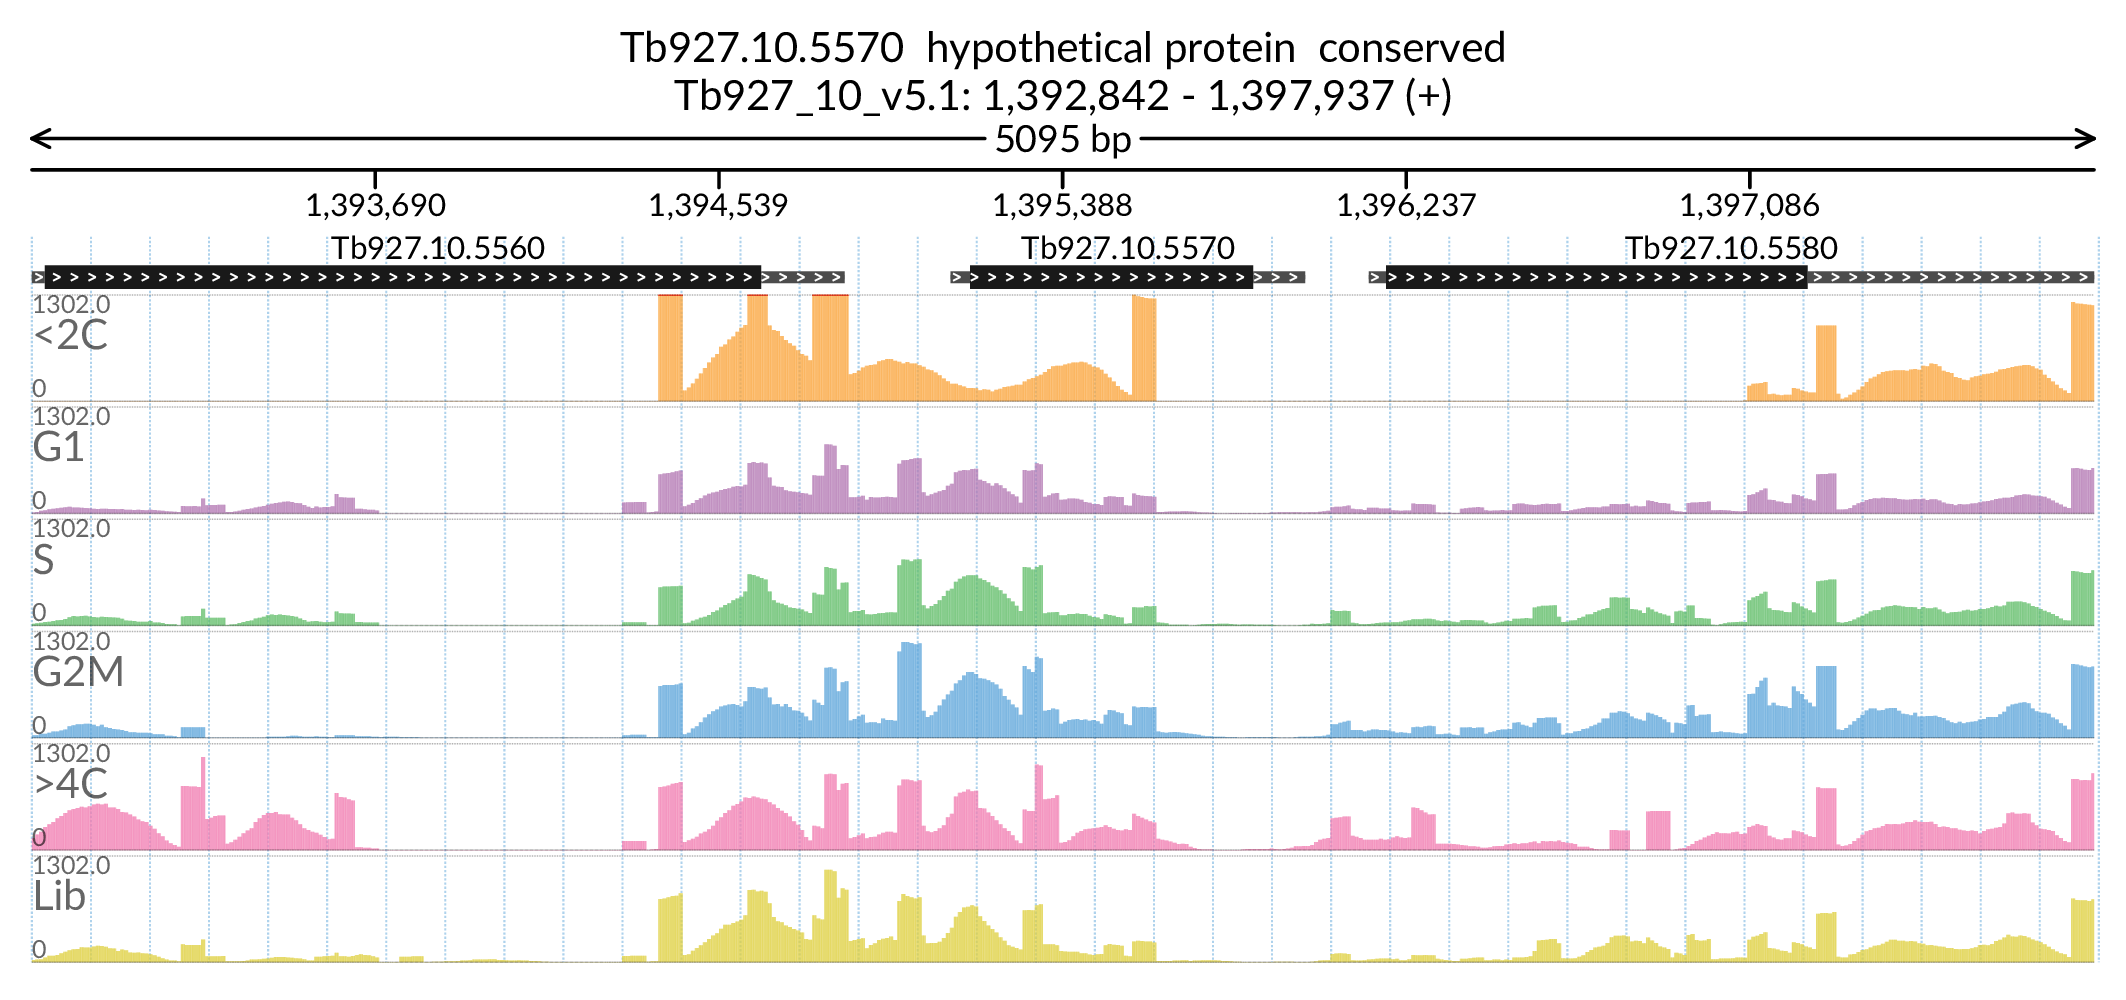 Tb927.10.5570  hypothetical protein  conserved
Tb927_10_v5.1: 1,392,842 - 1,397,937 (+)
5095 bp
1,393,690 1,394,539 1,395,388 1,396,237 1,397,086
Tb927.10.5560 Tb927.10.5570 Tb927.10.5580
1302.0
<2C
0
1302.0
G1
0
1302.0
S
0
1302.0
G2M
0
1302.0
>4C
0
1302.0
Lib
0